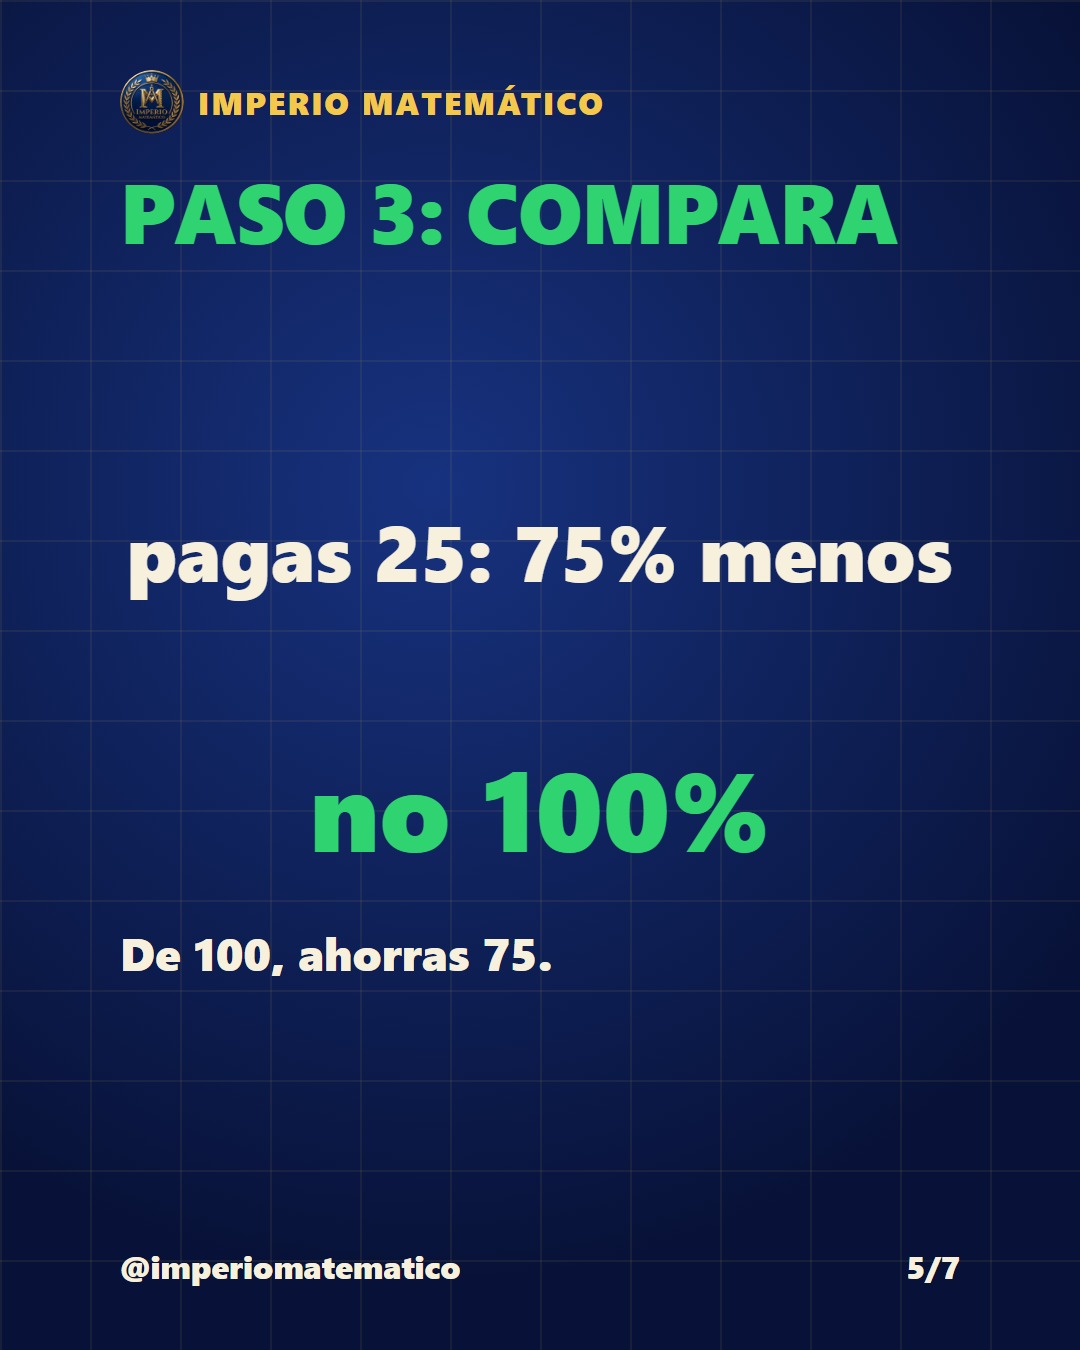 IMPERIO MATEMÁTICO
PASO 3: COMPARA
pagas 25: 75% menos
no 100%
De 100, ahorras 75.
@imperiomatematico
5/7